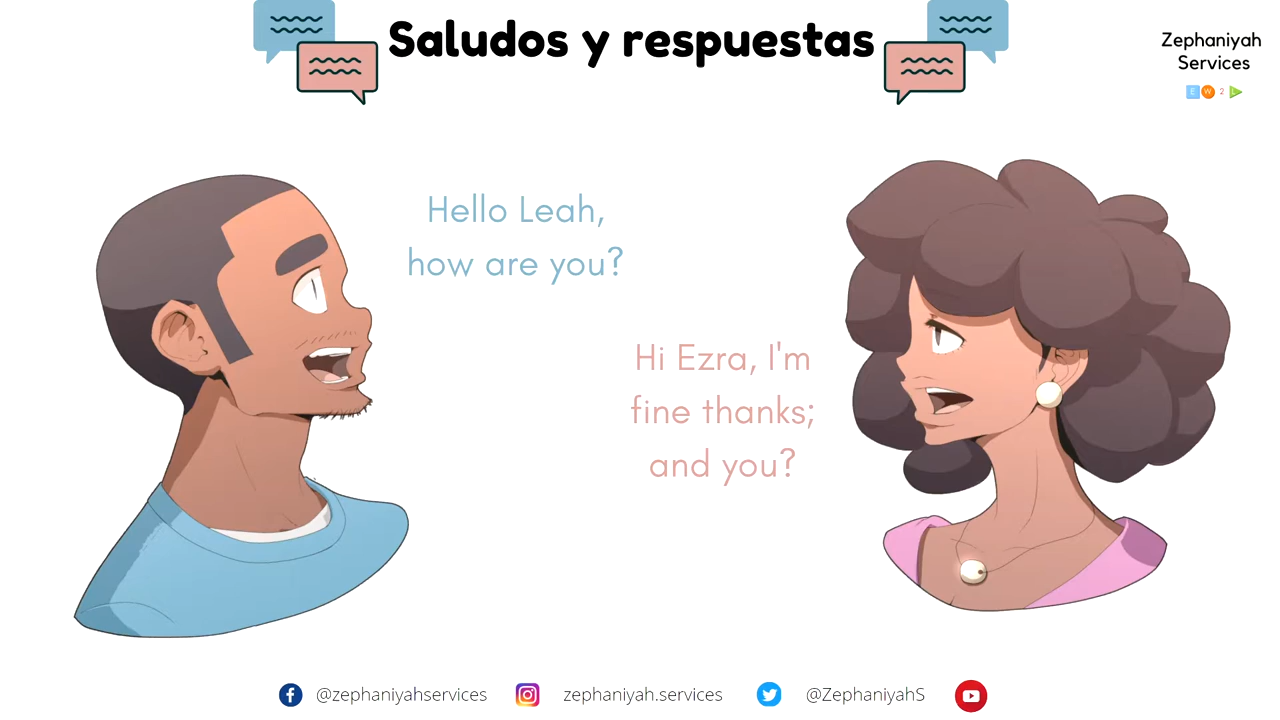 Saludos y respuestas
Zephaniyah
Services
E W 2 L
Hello Leah,
how are you?
Hi Ezra, I'm
fine thanks;
and you?
@zephaniyahservices
zephaniyah.services
@ZephaniyahS